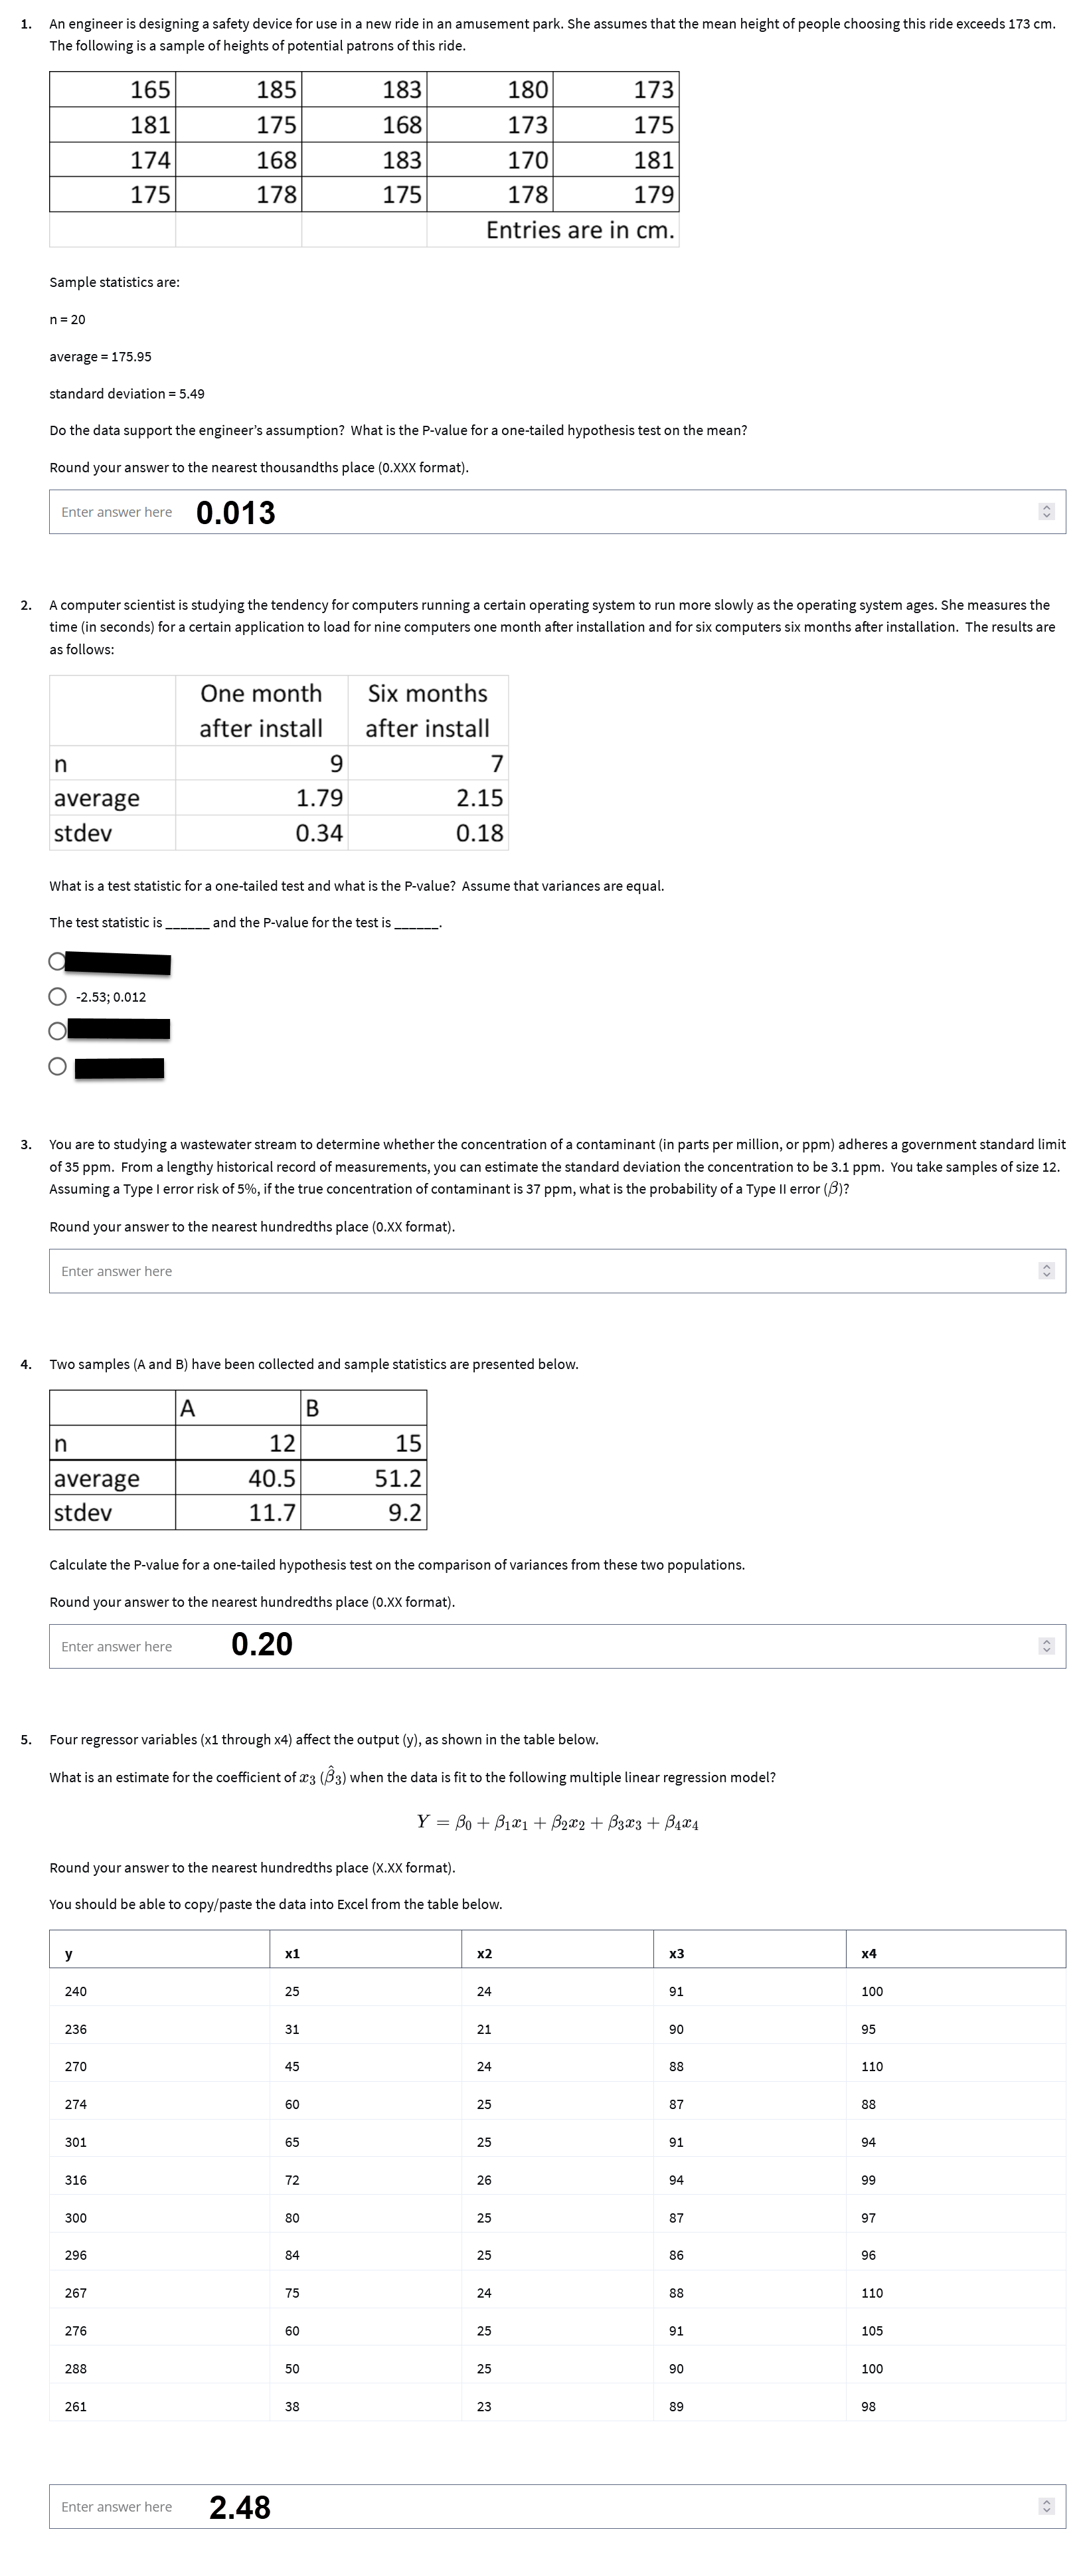 1. An engineer is designing a safety device for use in a new ride in an amusement park. She assumes that the mean height of people choosing this ride exceeds 173 cm.
The following is a sample of heights of potential patrons of this ride.
165 185 183 180 173
181 175 168 173 175
174 168 183 170 181
175 178 175 178 179
Entries are in cm.
Sample statistics are:
n = 20
average = 175.95
standard deviation = 5.49
Do the data support the engineer's assumption? What is the P-value for a one-tailed hypothesis test on the mean?
Round your answer to the nearest thousandths place (0.XXX format).
Enter answer here 0.013
2. A computer scientist is studying the tendency for computers running a certain operating system to run more slowly as the operating system ages. She measures the
time (in seconds) for a certain application to load for nine computers one month after installation and for six computers six months after installation. The results are
as follows:
One month Six months
after install after install
n 9 7
average 1.79 2.15
stdev 0.34 0.18
What is a test statistic for a one-tailed test and what is the P-value? Assume that variances are equal.
The test statistic is ______ and the P-value for the test is ______.
-2.53; 0.012
3. You are to studying a wastewater stream to determine whether the concentration of a contaminant (in parts per million, or ppm) adheres a government standard limit
of 35 ppm. From a lengthy historical record of measurements, you can estimate the standard deviation the concentration to be 3.1 ppm. You take samples of size 12.
Assuming a Type I error risk of 5%, if the true concentration of contaminant is 37 ppm, what is the probability of a Type II error (β)?
Round your answer to the nearest hundredths place (0.XX format).
Enter answer here
4. Two samples (A and B) have been collected and sample statistics are presented below.
A B
n 12 15
average 40.5 51.2
stdev 11.7 9.2
Calculate the P-value for a one-tailed hypothesis test on the comparison of variances from these two populations.
Round your answer to the nearest hundredths place (0.XX format).
Enter answer here 0.20
5. Four regressor variables (x1 through x4) affect the output (y), as shown in the table below.
What is an estimate for the coefficient of x₃ (β̂₃) when the data is fit to the following multiple linear regression model?
Y = β₀ + β₁x₁ + β₂x₂ + β₃x₃ + β₄x₄
Round your answer to the nearest hundredths place (X.XX format).
You should be able to copy/paste the data into Excel from the table below.
y x1 x2 x3 x4
240 25 24 91 100
236 31 21 90 95
270 45 24 88 110
274 60 25 87 88
301 65 25 91 94
316 72 26 94 99
300 80 25 87 97
296 84 25 86 96
267 75 24 88 110
276 60 25 91 105
288 50 25 90 100
261 38 23 89 98
Enter answer here 2.48